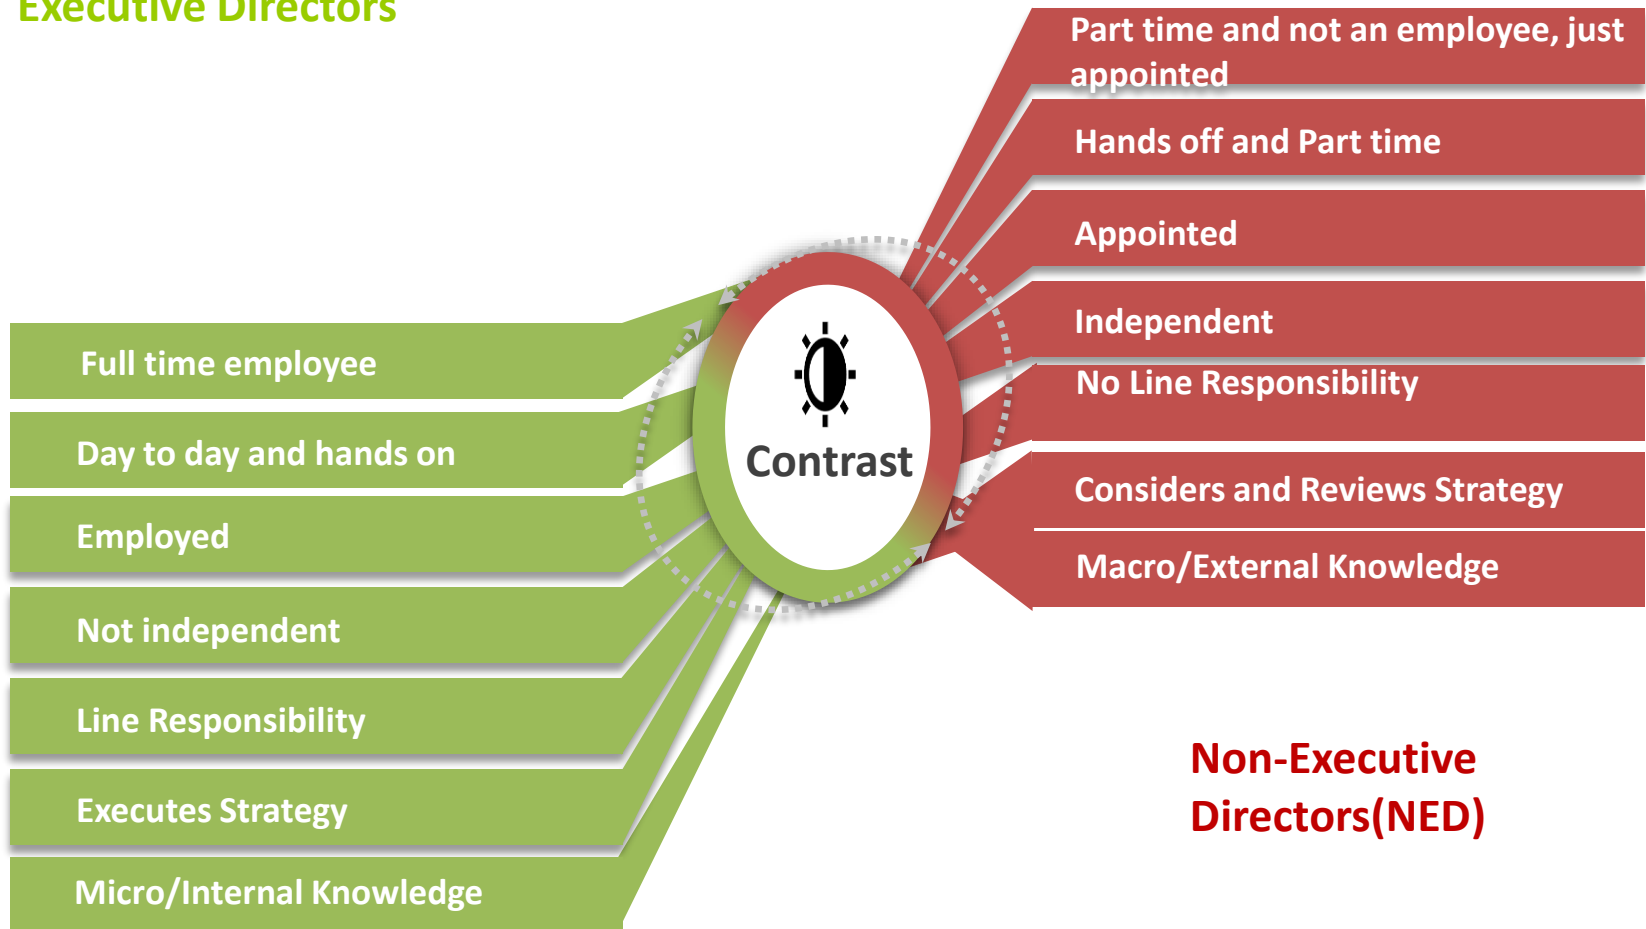 Executive Directors
Full time employee
Day to day and hands on
Employed
Not independent
Line Responsibility
Executes Strategy
Micro/Internal Knowledge
Contrast
Part time and not an employee, just
appointed
Hands off and Part time
Appointed
Independent
No Line Responsibility
Considers and Reviews Strategy
Macro/External Knowledge
Non-Executive
Directors(NED)